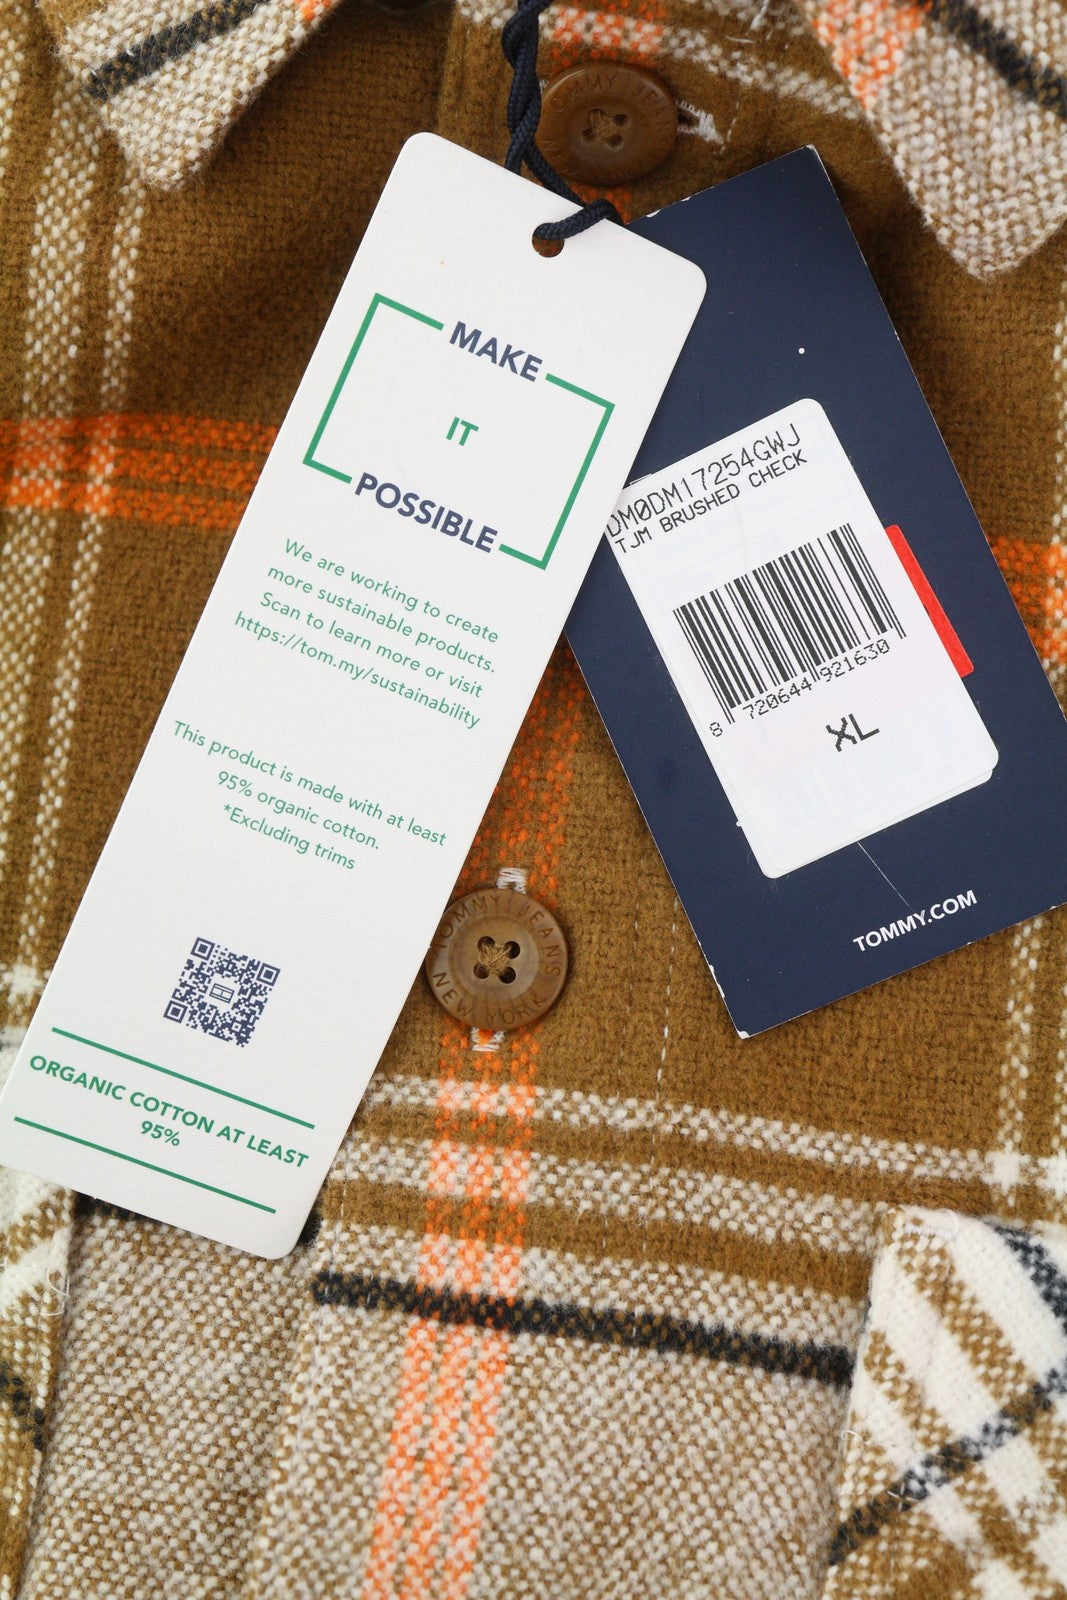 TOMMY JEANS
MAKE
IT
POSSIBLE
We are working to create
more sustainable products.
Scan to learn more or visit
https://tom.my/sustainability
This product is made with at least
95% organic cotton.
*Excluding trims
ORGANIC COTTON AT LEAST
95%
DM0DM17254GWJ
TJM BRUSHED CHECK
8 720644 921630
XL
TOMMY.COM
TOMMY JEANS
NEW YORK